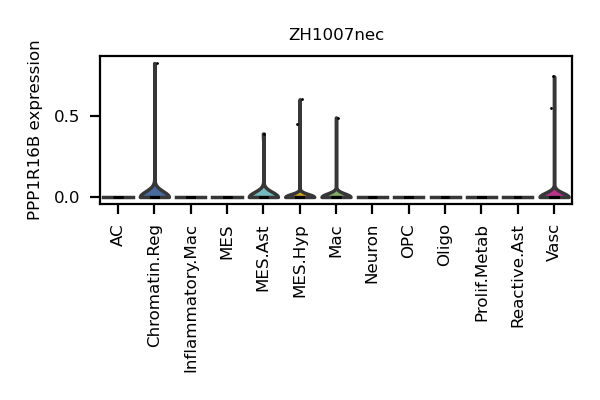 ZH1007nec
PPP1R16B expression
0.5
0.0
AC
Chromatin.Reg
Inflammatory.Mac
MES
MES.Ast
MES.Hyp
Mac
Neuron
OPC
Oligo
Prolif.Metab
Reactive.Ast
Vasc